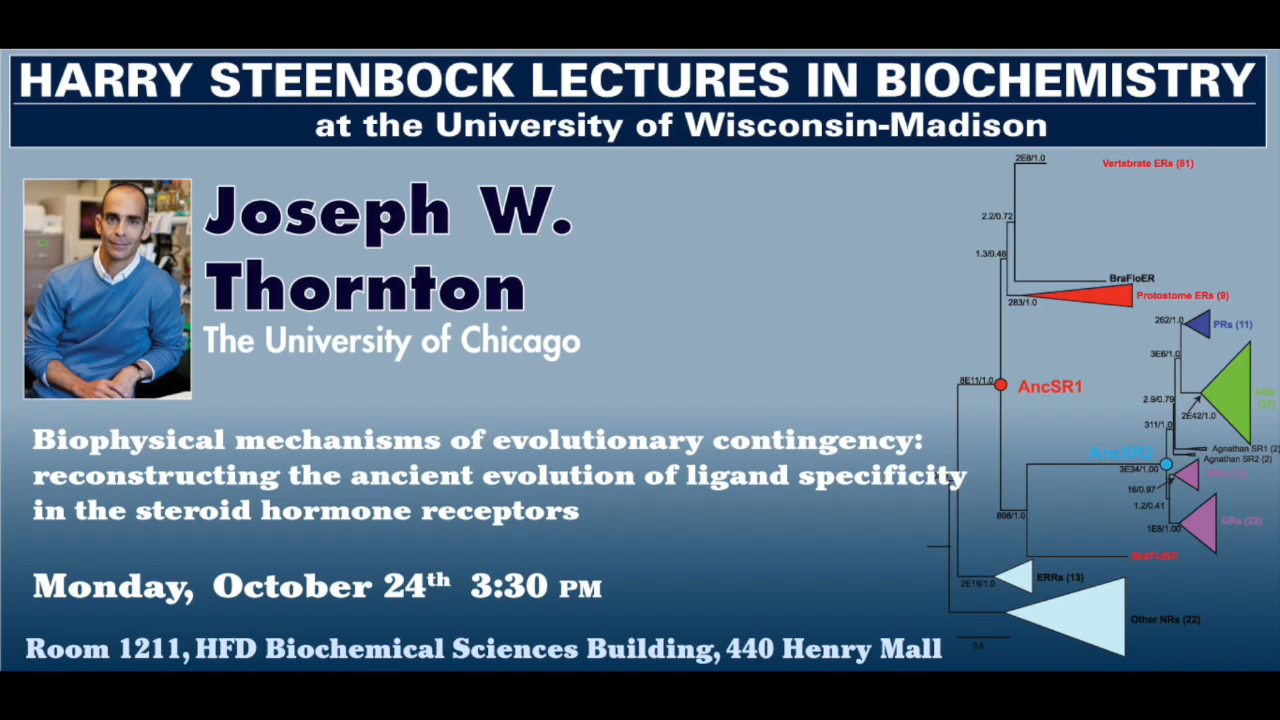 HARRY STEENBOCK LECTURES IN BIOCHEMISTRY
at the University of Wisconsin-Madison
Joseph W.
Thornton
The University of Chicago
Biophysical mechanisms of evolutionary contingency:
reconstructing the ancient evolution of ligand specificity
in the steroid hormone receptors
Monday, October 24th 3:30 PM
Room 1211, HFD Biochemical Sciences Building, 440 Henry Mall
2E8/1.0
Vertebrate ERs (81)
2.2/0.72
1.3/0.48
BraFloER
283/1.0
Protostome ERs (9)
262/1.0
PRs (11)
3E6/1.0
8E11/1.0
AncSR1
2.9/0.79
2E42/1.0
311/1.0
Agnathan SR1 (2)
AncSR2
Agnathan SR2 (2)
3E34/1.00
16/0.97
1.2/0.41
898/1.0
1E8/1.00
GRs (22)
BraFloSR
2E16/1.0
ERRs (13)
Other NRs (22)
0.6